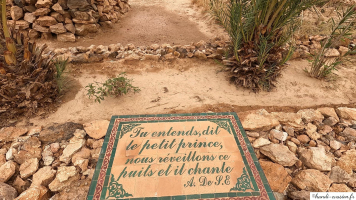 Tu entends, dit
le petit prince,
nous réveillons ce
puits et il chante
A. De S.E